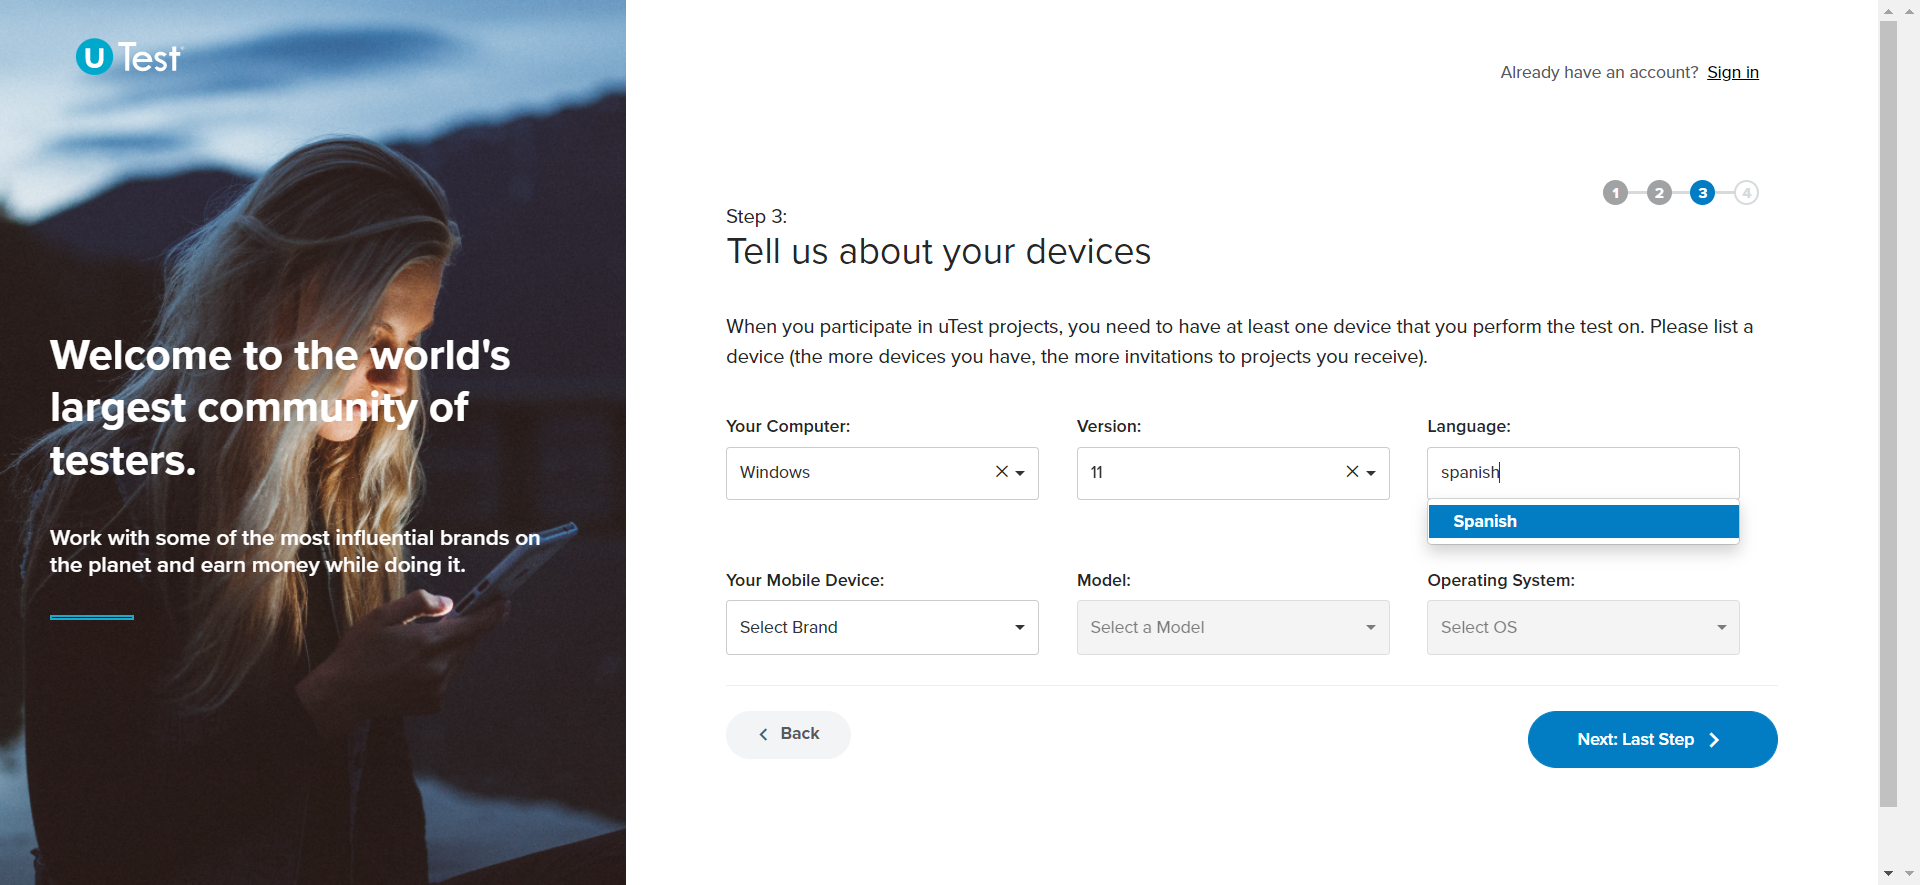 U Test
Welcome to the world's
largest community of
testers.
Work with some of the most influential brands on
the planet and earn money while doing it.
Already have an account? Sign in
1 2 3 4
Step 3:
Tell us about your devices
When you participate in uTest projects, you need to have at least one device that you perform the test on. Please list a
device (the more devices you have, the more invitations to projects you receive).
Your Computer: Version: Language:
Windows 11 spanish
Spanish
Your Mobile Device: Model: Operating System:
Select Brand Select a Model Select OS
Back Next: Last Step